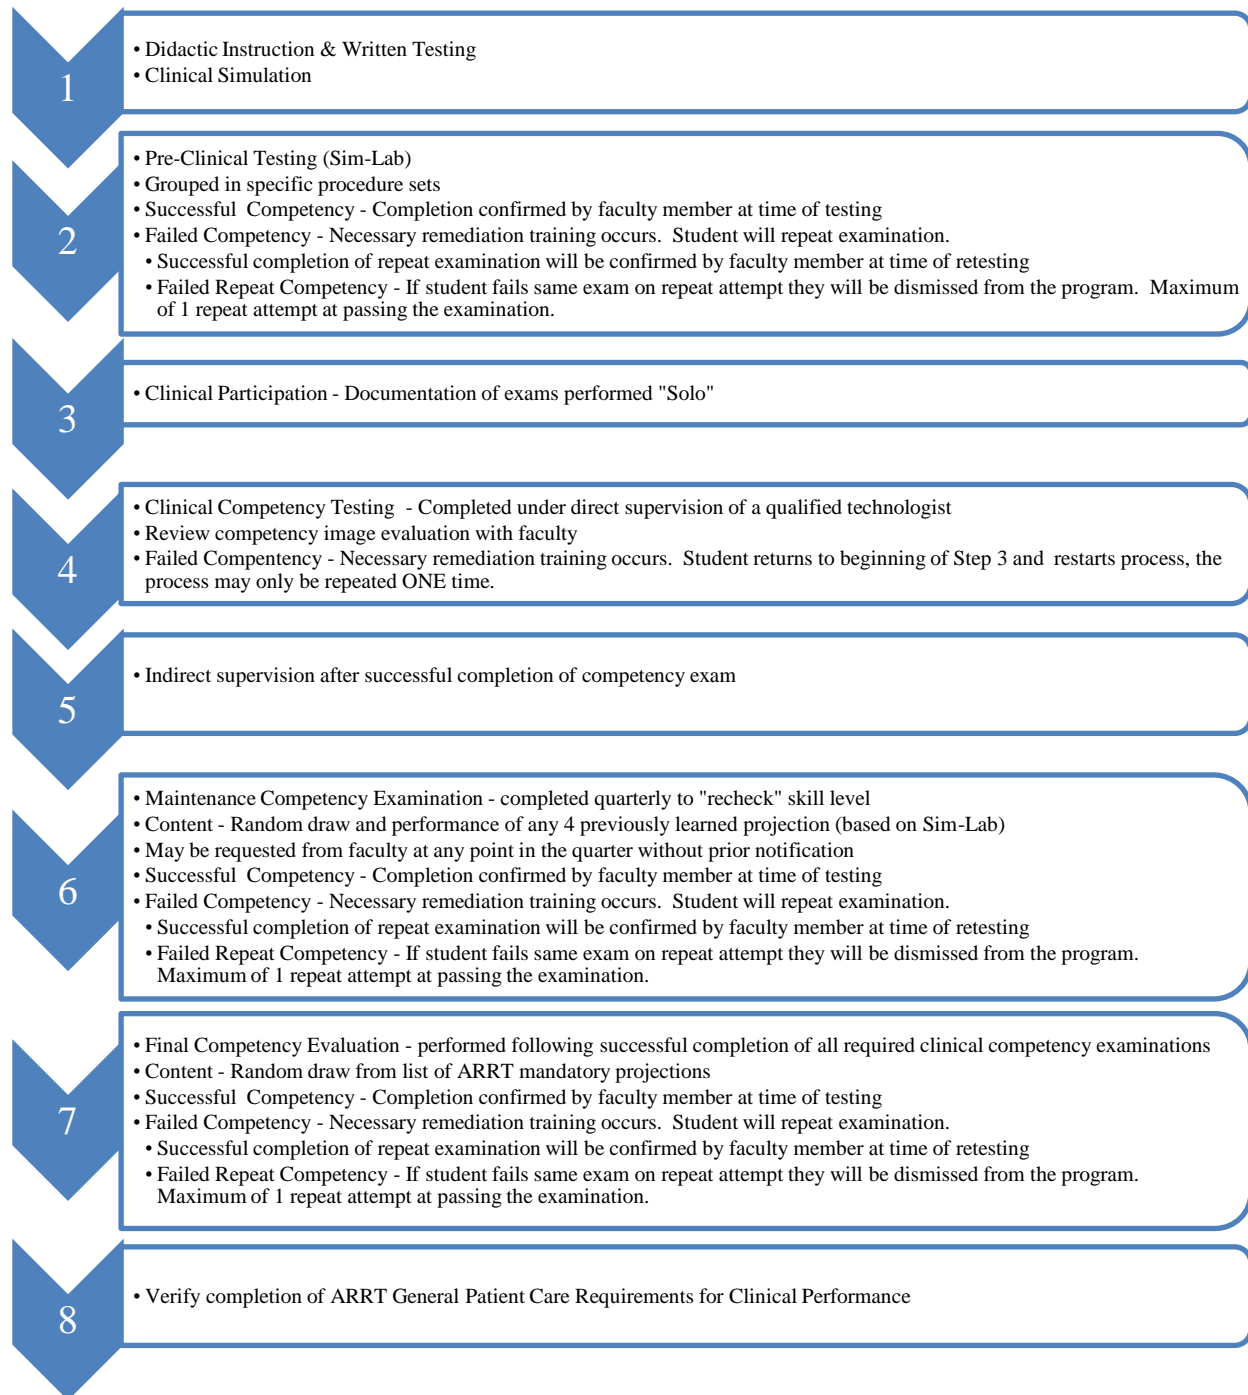 1
• Didactic Instruction & Written Testing
• Clinical Simulation
2
• Pre-Clinical Testing (Sim-Lab)
• Grouped in specific procedure sets
• Successful  Competency - Completion confirmed by faculty member at time of testing
• Failed Competency - Necessary remediation training occurs.  Student will repeat examination.
• Successful completion of repeat examination will be confirmed by faculty member at time of retesting
• Failed Repeat Competency - If student fails same exam on repeat attempt they will be dismissed from the program.  Maximum
of 1 repeat attempt at passing the examination.
3
• Clinical Participation - Documentation of exams performed "Solo"
4
• Clinical Competency Testing  - Completed under direct supervision of a qualified technologist
• Review competency image evaluation with faculty
• Failed Compentency - Necessary remediation training occurs.  Student returns to beginning of Step 3 and  restarts process, the
process may only be repeated ONE time.
5
• Indirect supervision after successful completion of competency exam
6
• Maintenance Competency Examination - completed quarterly to "recheck" skill level
• Content - Random draw and performance of any 4 previously learned projection (based on Sim-Lab)
• May be requested from faculty at any point in the quarter without prior notification
• Successful  Competency - Completion confirmed by faculty member at time of testing
• Failed Competency - Necessary remediation training occurs.  Student will repeat examination.
• Successful completion of repeat examination will be confirmed by faculty member at time of retesting
• Failed Repeat Competency - If student fails same exam on repeat attempt they will be dismissed from the program.
Maximum of 1 repeat attempt at passing the examination.
7
• Final Competency Evaluation - performed following successful completion of all required clinical competency examinations
• Content - Random draw from list of ARRT mandatory projections
• Successful  Competency - Completion confirmed by faculty member at time of testing
• Failed Competency - Necessary remediation training occurs.  Student will repeat examination.
• Successful completion of repeat examination will be confirmed by faculty member at time of retesting
• Failed Repeat Competency - If student fails same exam on repeat attempt they will be dismissed from the program.
Maximum of 1 repeat attempt at passing the examination.
8
• Verify completion of ARRT General Patient Care Requirements for Clinical Performance